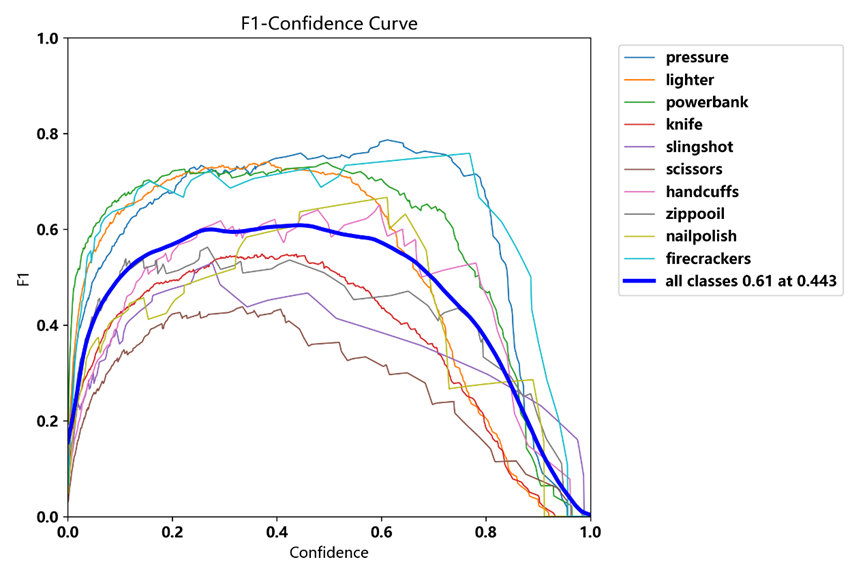 F1-Confidence Curve
1.0
0.8
0.6
0.4
0.2
0.0
F1
0.0 0.2 0.4 0.6 0.8 1.0
Confidence
pressure
lighter
powerbank
knife
slingshot
scissors
handcuffs
zippooil
nailpolish
firecrackers
all classes 0.61 at 0.443